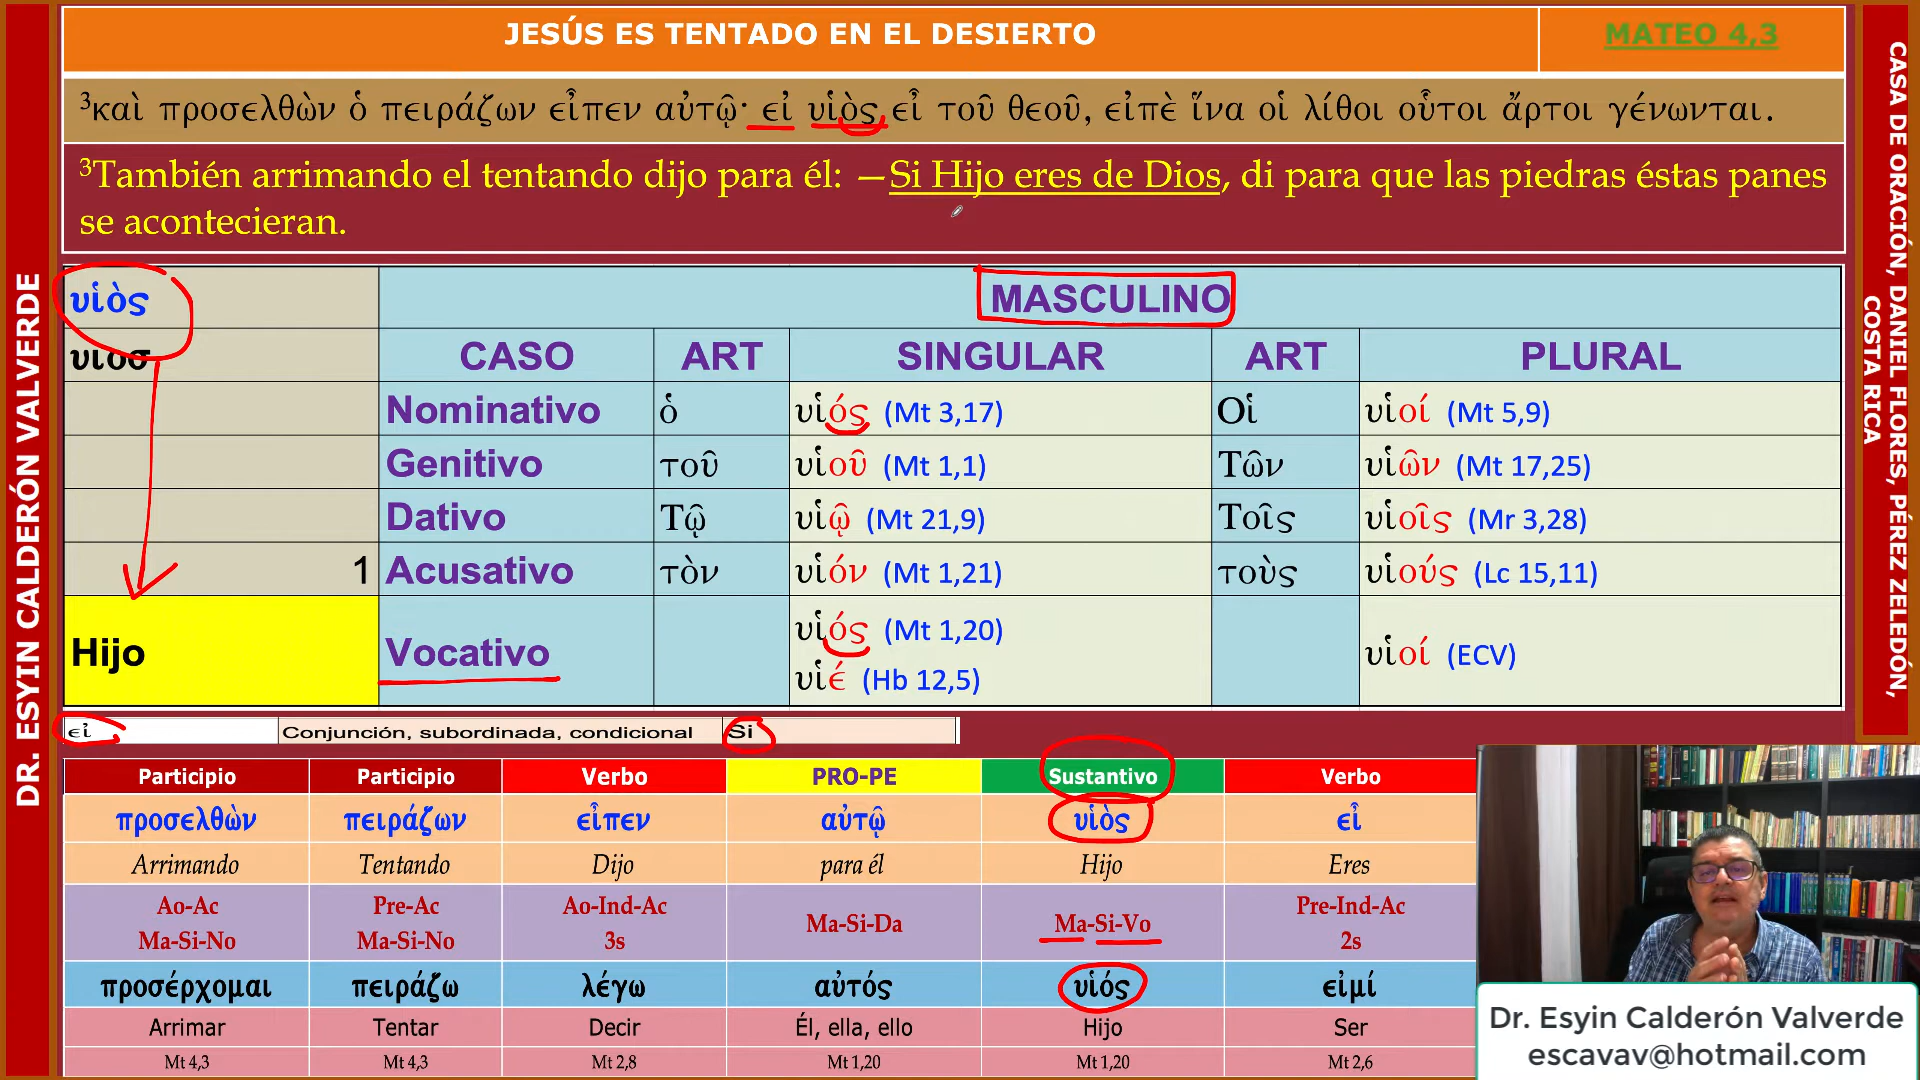 JESÚS ES TENTADO EN EL DESIERTO
MATEO 4,3
³καὶ προσελθὼν ὁ πειράζων εἶπεν αὐτῷ· εἰ υἱὸς εἶ τοῦ θεοῦ, εἰπὲ ἵνα οἱ λίθοι οὗτοι ἄρτοι γένωνται.
³También arrimando el tentando dijo para él: —Si Hijo eres de Dios, di para que las piedras éstas panes
se acontecieran.
υἱὸς MASCULINO
υἱοσ CASO ART SINGULAR ART PLURAL
Nominativo ὁ υἱός (Mt 3,17) Οἱ υἱοί (Mt 5,9)
Genitivo τοῦ υἱοῦ (Mt 1,1) Τῶν υἱῶν (Mt 17,25)
Dativo Τῷ υἱῷ (Mt 21,9) Τοῖς υἱοῖς (Mr 3,28)
1 Acusativo τὸν υἱόν (Mt 1,21) τοὺς υἱούς (Lc 15,11)
Hijo Vocativo υἱός (Mt 1,20) υἱοί (ECV)
υἱέ (Hb 12,5)
εἰ Conjunción, subordinada, condicional Si
Participio Participio Verbo PRO-PE Sustantivo Verbo
προσελθὼν πειράζων εἶπεν αὐτῷ υἱὸς εἶ
Arrimando Tentando Dijo para él Hijo Eres
Ao-Ac Pre-Ac Ao-Ind-Ac Ma-Si-Da Ma-Si-Vo Pre-Ind-Ac
Ma-Si-No Ma-Si-No 3s 2s
προσέρχομαι πειράζω λέγω αὐτός υἱός εἰμί
Arrimar Tentar Decir Él, ella, ello Hijo Ser
Mt 4,3 Mt 4,3 Mt 2,8 Mt 1,20 Mt 1,20 Mt 2,6
DR. ESYIN CALDERÓN VALVERDE
CASA DE ORACIÓN, DANIEL FLORES, PÉREZ ZELEDÓN,
COSTA RICA
Dr. Esyin Calderón Valverde
escavav@hotmail.com